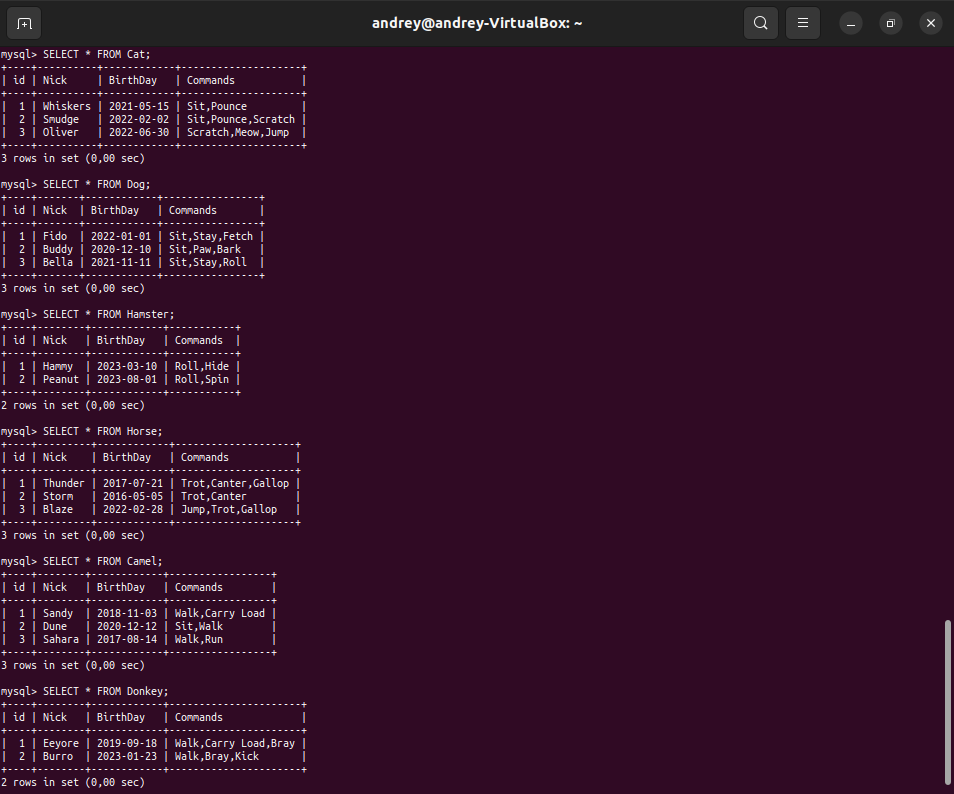 andrey@andrey-VirtualBox: ~
mysql> SELECT * FROM Cat;
+----+----------+------------+--------------------+
| id | Nick     | BirthDay   | Commands           |
+----+----------+------------+--------------------+
|  1 | Whiskers | 2021-05-15 | Sit,Pounce         |
|  2 | Smudge   | 2022-02-02 | Sit,Pounce,Scratch |
|  3 | Oliver   | 2022-06-30 | Scratch,Meow,Jump  |
+----+----------+------------+--------------------+
3 rows in set (0,00 sec)

mysql> SELECT * FROM Dog;
+----+-------+------------+----------------+
| id | Nick  | BirthDay   | Commands       |
+----+-------+------------+----------------+
|  1 | Fido  | 2022-01-01 | Sit,Stay,Fetch |
|  2 | Buddy | 2020-12-10 | Sit,Paw,Bark   |
|  3 | Bella | 2021-11-11 | Sit,Stay,Roll  |
+----+-------+------------+----------------+
3 rows in set (0,00 sec)

mysql> SELECT * FROM Hamster;
+----+--------+------------+-----------+
| id | Nick   | BirthDay   | Commands  |
+----+--------+------------+-----------+
|  1 | Hammy  | 2023-03-10 | Roll,Hide |
|  2 | Peanut | 2023-08-01 | Roll,Spin |
+----+--------+------------+-----------+
2 rows in set (0,00 sec)

mysql> SELECT * FROM Horse;
+----+---------+------------+--------------------+
| id | Nick    | BirthDay   | Commands           |
+----+---------+------------+--------------------+
|  1 | Thunder | 2017-07-21 | Trot,Canter,Gallop |
|  2 | Storm   | 2016-05-05 | Trot,Canter        |
|  3 | Blaze   | 2022-02-28 | Jump,Trot,Gallop   |
+----+---------+------------+--------------------+
3 rows in set (0,00 sec)

mysql> SELECT * FROM Camel;
+----+--------+------------+-----------------+
| id | Nick   | BirthDay   | Commands        |
+----+--------+------------+-----------------+
|  1 | Sandy  | 2018-11-03 | Walk,Carry Load |
|  2 | Dune   | 2020-12-12 | Sit,Walk        |
|  3 | Sahara | 2017-08-14 | Walk,Run        |
+----+--------+------------+-----------------+
3 rows in set (0,00 sec)

mysql> SELECT * FROM Donkey;
+----+--------+------------+----------------------+
| id | Nick   | BirthDay   | Commands             |
+----+--------+------------+----------------------+
|  1 | Eeyore | 2019-09-18 | Walk,Carry Load,Bray |
|  2 | Burro  | 2023-01-23 | Walk,Bray,Kick       |
+----+--------+------------+----------------------+
2 rows in set (0,00 sec)